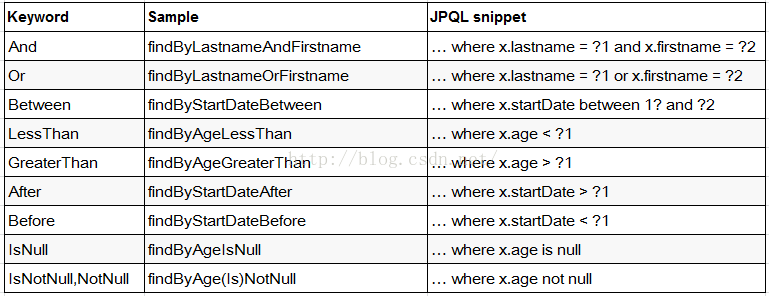 Keyword Sample JPQL snippet
And findByLastnameAndFirstname … where x.lastname = ?1 and x.firstname = ?2
Or findByLastnameOrFirstname … where x.lastname = ?1 or x.firstname = ?2
Between findByStartDateBetween … where x.startDate between 1? and ?2
LessThan findByAgeLessThan … where x.age < ?1
GreaterThan findByAgeGreaterThan … where x.age > ?1
http://blog.csdn.net/
After findByStartDateAfter … where x.startDate > ?1
Before findByStartDateBefore … where x.startDate < ?1
IsNull findByAgeIsNull … where x.age is null
IsNotNull,NotNull findByAge(Is)NotNull … where x.age not null